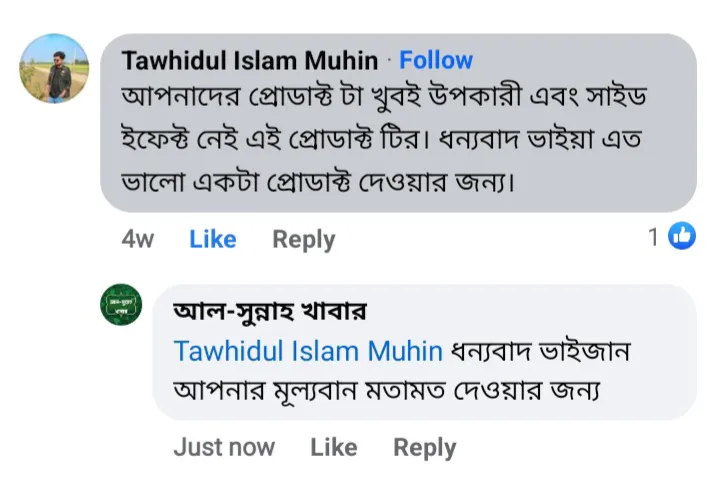 Tawhidul Islam Muhin · Follow
আপনাদের প্রোডাক্ট টা খুবই উপকারী এবং সাইড
ইফেক্ট নেই এই প্রোডাক্ট টির। ধন্যবাদ ভাইয়া এত
ভালো একটা প্রোডাক্ট দেওয়ার জন্য।
4w Like Reply 1
আল-সুন্নাহ খাবার
Tawhidul Islam Muhin ধন্যবাদ ভাইজান
আপনার মূল্যবান মতামত দেওয়ার জন্য
Just now Like Reply